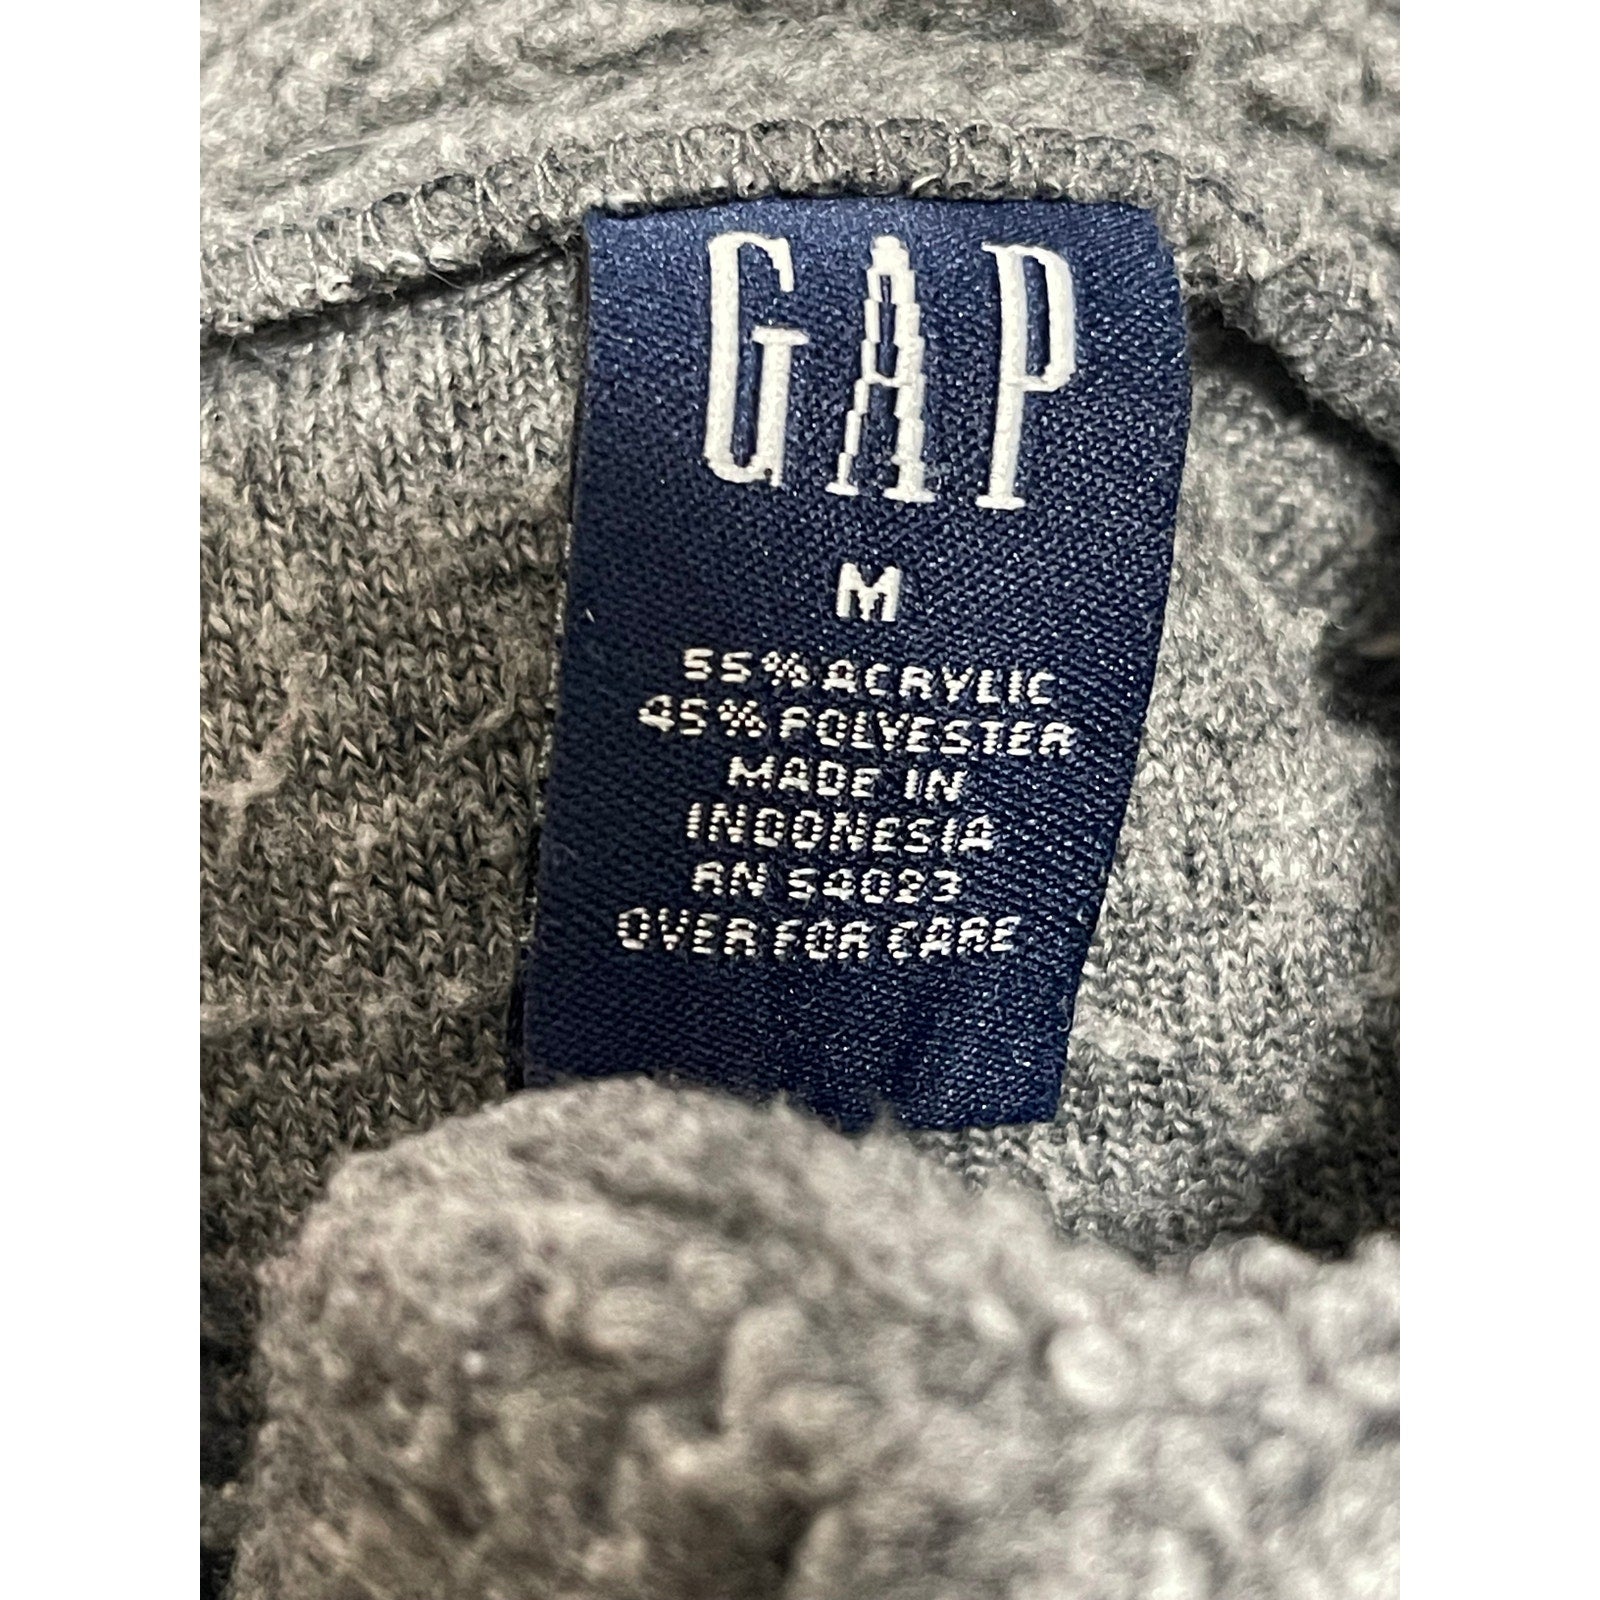 GAP
M
55% ACRYLIC
45% POLYESTER
MADE IN
INDONESIA
RN 54023
OVER FOR CARE